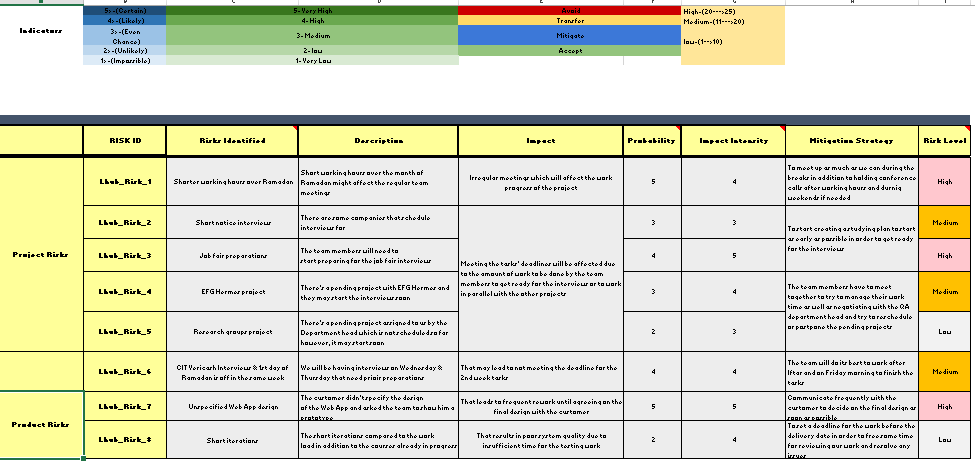 Indicators
5>-(Certain) 5-Very High Avoid High-(20--->25)
4>-(Likely) 4-High Transfer Medium-(11--->20)
3>-(Even
Chance) 3-Medium Mitigate low-(1-->10)
2>-(Unlikely) 2-low Accept
1>-(Impossible) 1-Very Low
RISK ID Risks Identified Description Impact Probability Impact Intensity Mitigation Strategy Risk Level
Project Risks
Lhub_Risk_1
Shorter working hours over Ramadan
Short working hours over the month of
Ramadan might affect the regular team
meetings
Irregular meetings which will affect the work
progress of the project
5
4
To meet up as much as we can during the
breaks in addition to holding conference
calls after working hours and durnig
weekends if needed
High
Lhub_Risk_2
Short notice interviews
There are some companies that schedule
interviews for
Meeting the tasks' deadlines will be affected due
to the amount of work to be done by the team
members to get ready for the interviews or to work
in parallel with the other projects
3
3
To start creating a studying plan to start
as early as possible in order to get ready
for the interviews
Medium
Lhub_Risk_3
Job fair preparations
The team members will need to
start preparing for the job fair interviews
4
5
High
Lhub_Risk_4
EFG Hermes project
There's a pending project with EFG Hermes and
they may start the interviews soon
3
4
The team members have to meet
together to try to manage their work
time as well as negotiating with the QA
department head and try to reschedule
or postpone the pending projects
Medium
Lhub_Risk_5
Research groups project
There's a pending project assigned to us by the
Department head which is not scheduled so far
however, it may start soon
2
3
Low
Lhub_Risk_6
CIT Vericash Interviews & 1st day of
Ramadan is off in the same week
We will be having interviews on Wednesday &
Thursday that need prioir preparations
That may lead to not meeting the deadline for the
2nd week tasks
4
4
The team will do its best to work after
Iftar and on Friday morning to finish the
tasks
Medium
Product Risks
Lhub_Risk_7
Unspecified Web App design
The customer didn't specify the design
of the Web App and asked the team to show him a
prototype
That leads to frequent rework until agreeing on the
final design with the customer
5
5
Communicate frequently with the
customer to decide on the final design as
soon as possible
High
Lhub_Risk_8
Short iterations
The short iterations compared to the work
load in addition to the courses already in progress
That results in poor system quality due to
insufficient time for the testing work
2
4
To set a deadline for the work before the
delivery date in order to free some time
for reviewing our work and resolve any
issues
Low